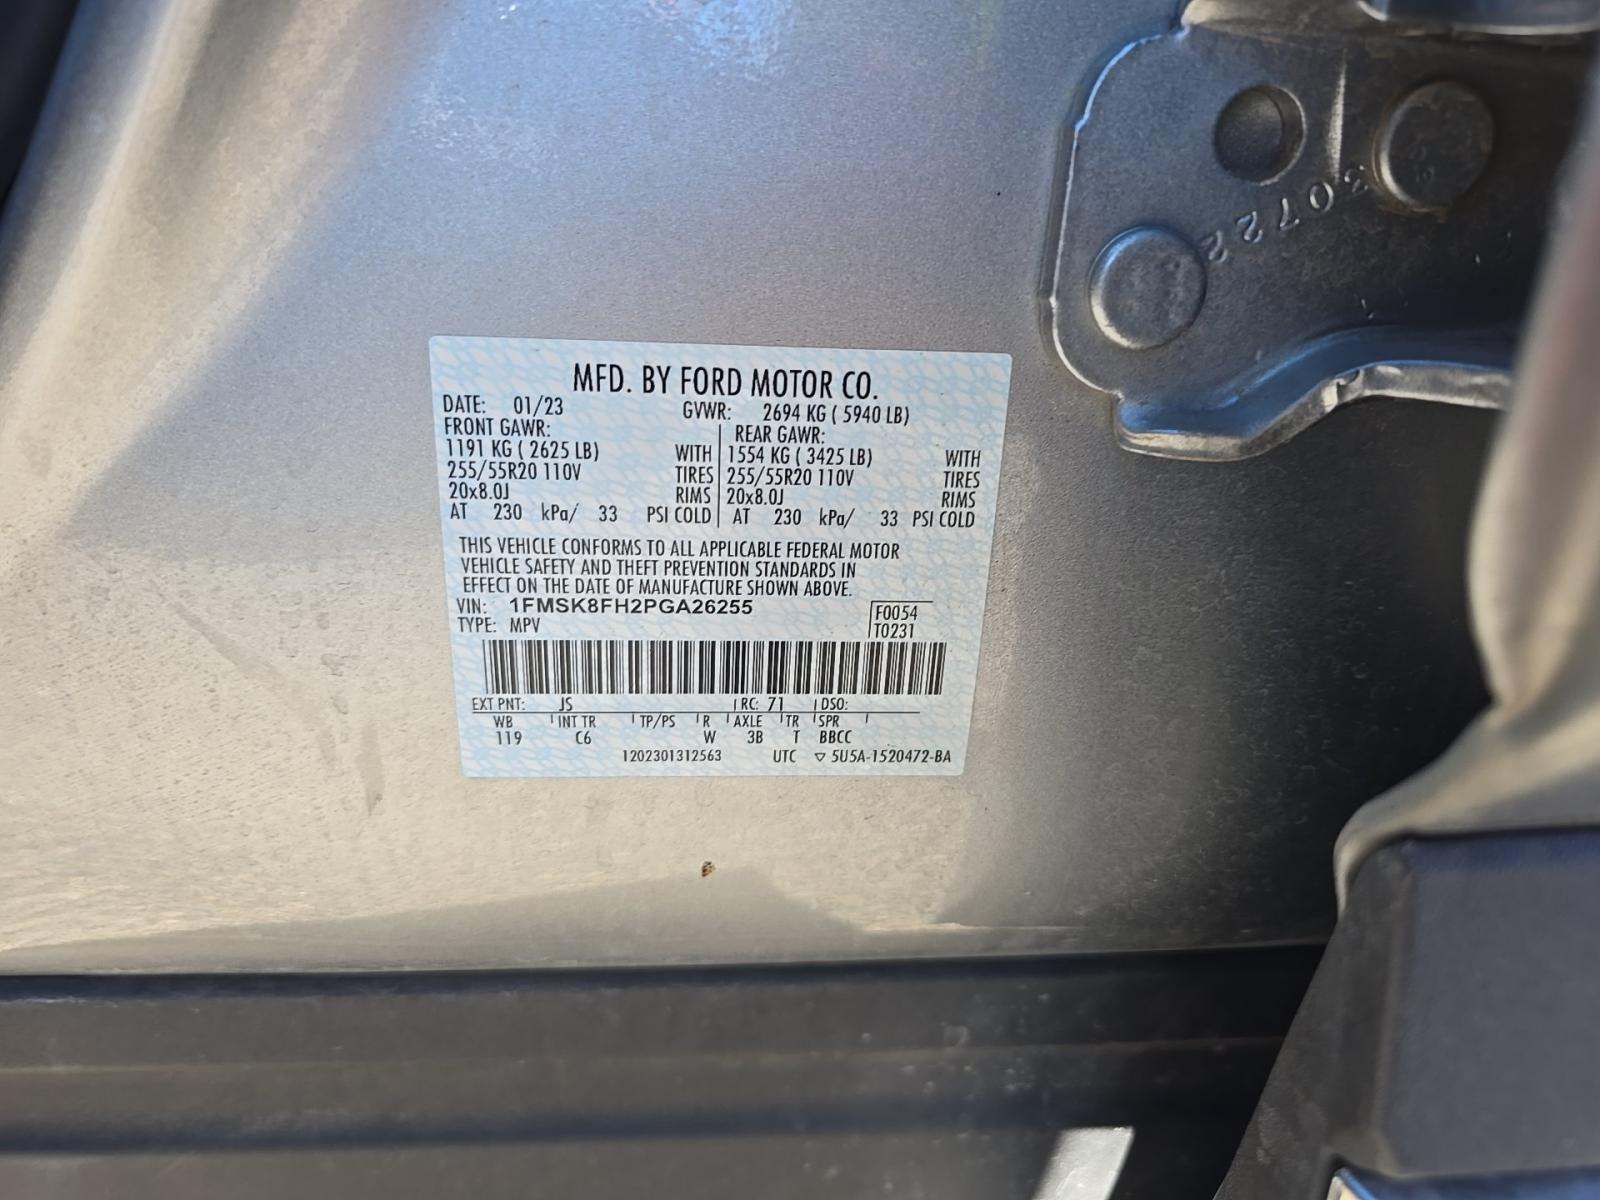 30722
MFD. BY FORD MOTOR CO.
DATE: 01/23 GVWR: 2694 KG ( 5940 LB)
FRONT GAWR: REAR GAWR:
1191 KG ( 2625 LB) WITH 1554 KG ( 3425 LB) WITH
255/55R20 110V TIRES 255/55R20 110V TIRES
20x8.0J RIMS 20x8.0J RIMS
AT 230 kPa/ 33 PSI COLD AT 230 kPa/ 33 PSI COLD
THIS VEHICLE CONFORMS TO ALL APPLICABLE FEDERAL MOTOR
VEHICLE SAFETY AND THEFT PREVENTION STANDARDS IN
EFFECT ON THE DATE OF MANUFACTURE SHOWN ABOVE.
VIN: 1FMSK8FH2PGA26255 F0054
TYPE: MPV T0231
EXT PNT: JS RC: 71 DSO:
WB INT TR TP/PS R AXLE TR SPR
119 C6 W 3B T BBCC
1202301312563 UTC ▽ 5U5A-1520472-BA